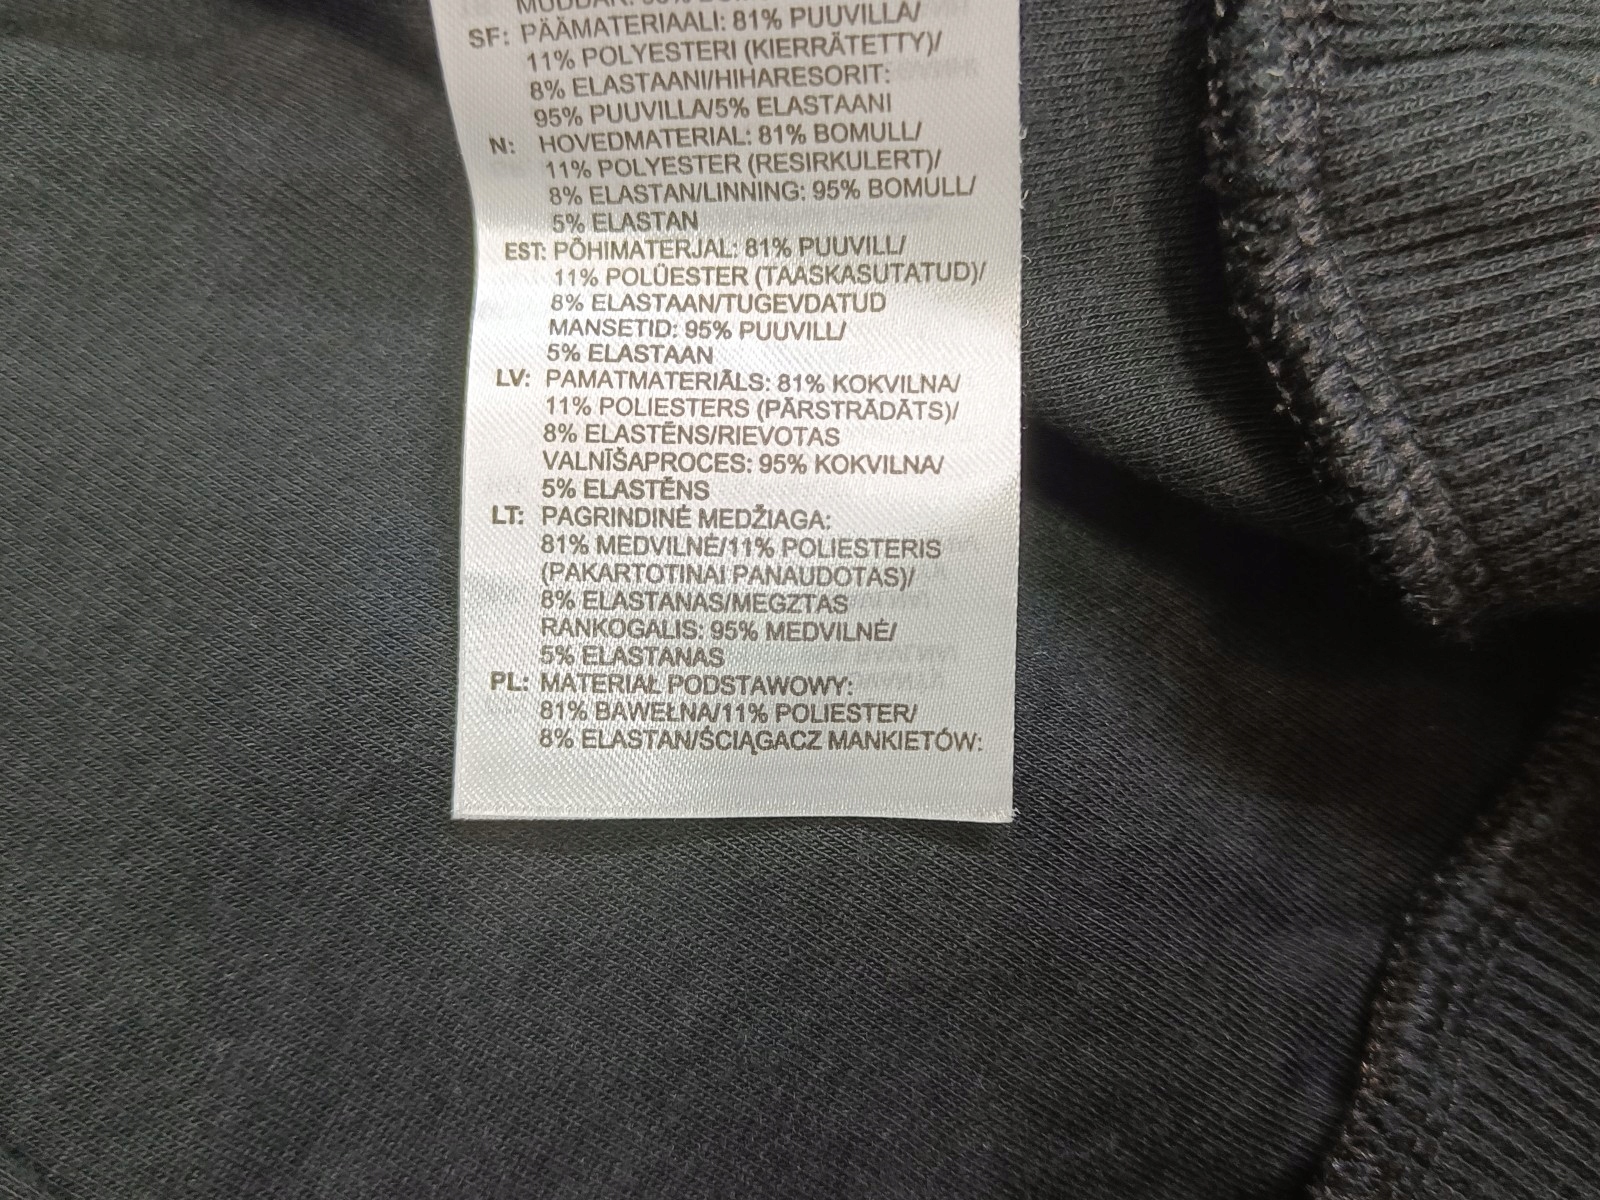 SF: PÄÄMATERIAALI: 81% PUUVILLA/
11% POLYESTERI (KIERRÄTETTY)/
8% ELASTAANI/HIHARESORIT:
95% PUUVILLA/5% ELASTAANI
N: HOVEDMATERIAL: 81% BOMULL/
11% POLYESTER (RESIRKULERT)/
8% ELASTAN/LINNING: 95% BOMULL/
5% ELASTAN
EST: PÕHIMATERJAL: 81% PUUVILL/
11% POLÜESTER (TAASKASUTATUD)/
8% ELASTAAN/TUGEVDATUD
MANSETID: 95% PUUVILL/
5% ELASTAAN
LV: PAMATMATERIĀLS: 81% KOKVILNA/
11% POLIESTERS (PĀRSTRĀDĀTS)/
8% ELASTĒNS/RIEVOTAS
VALNĪŠAPROCES: 95% KOKVILNA/
5% ELASTĒNS
LT: PAGRINDINĖ MEDŽIAGA:
81% MEDVILNĖ/11% POLIESTERIS
(PAKARTOTINAI PANAUDOTAS)/
8% ELASTANAS/MEGZTAS
RANKOGALIS: 95% MEDVILNĖ/
5% ELASTANAS
PL: MATERIAŁ PODSTAWOWY:
81% BAWEŁNA/11% POLIESTER/
8% ELASTAN/ŚCIĄGACZ MANKIETÓW: